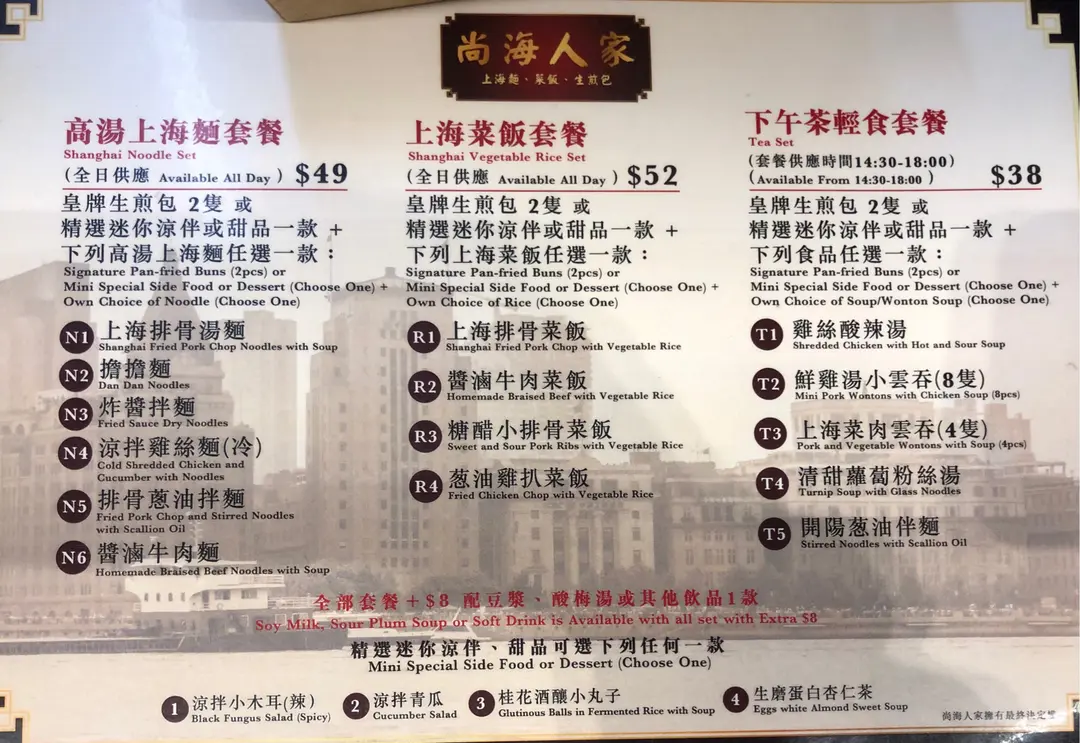 尚海人家
上海麵、菜飯、生煎包
高湯上海麵套餐
Shanghai Noodle Set
(全日供應 Available All Day) $49
皇牌生煎包 2隻 或
精選迷你涼伴或甜品一款 +
下列高湯上海麵任選一款：
Signature Pan-fried Buns (2pcs) or
Mini Special Side Food or Dessert (Choose One) +
Own Choice of Noodle (Choose One)
N1 上海排骨湯麵
Shanghai Fried Pork Chop Noodles with Soup
N2 擔擔麵
Dan Dan Noodles
N3 炸醬拌麵
Fried Sauce Dry Noodles
N4 涼拌雞絲麵(冷)
Cold Shredded Chicken and
Cucumber with Noodles
N5 排骨蔥油拌麵
Fried Pork Chop and Stirred Noodles
with Scallion Oil
N6 醬滷牛肉麵
Homemade Braised Beef Noodles with Soup
上海菜飯套餐
Shanghai Vegetable Rice Set
(全日供應 Available All Day) $52
皇牌生煎包 2隻 或
精選迷你涼伴或甜品一款 +
下列上海菜飯任選一款：
Signature Pan-fried Buns (2pcs) or
Mini Special Side Food or Dessert (Choose One) +
Own Choice of Rice (Choose One)
R1 上海排骨菜飯
Shanghai Fried Pork Chop with Vegetable Rice
R2 醬滷牛肉菜飯
Homemade Braised Beef with Vegetable Rice
R3 糖醋小排骨菜飯
Sweet and Sour Pork Ribs with Vegetable Rice
R4 葱油雞扒菜飯
Fried Chicken Chop with Vegetable Rice
下午茶輕食套餐
Tea Set
(套餐供應時間14:30-18:00)
(Available From 14:30-18:00) $38
皇牌生煎包 2隻 或
精選迷你涼伴或甜品一款 +
下列食品任選一款：
Signature Pan-fried Buns (2pcs) or
Mini Special Side Food or Dessert (Choose One) +
Own Choice of Soup/Wonton Soup (Choose One)
T1 雞絲酸辣湯
Shredded Chicken with Hot and Sour Soup
T2 鮮雞湯小雲吞(8隻)
Mini Pork Wontons with Chicken Soup (8pcs)
T3 上海菜肉雲吞(4隻)
Pork and Vegetable Wontons with Soup (4pcs)
T4 清甜蘿蔔粉絲湯
Turnip Soup with Glass Noodles
T5 開陽葱油伴麵
Stirred Noodles with Scallion Oil
全部套餐+$8 配豆漿、酸梅湯或其他飲品1款
Soy Milk, Sour Plum Soup or Soft Drink is Available with all set with Extra $8
精選迷你涼伴、甜品可選下列任何一款
Mini Special Side Food or Dessert (Choose One)
1 涼拌小木耳(辣)
Black Fungus Salad (Spicy)
2 涼拌青瓜
Cucumber Salad
3 桂花酒釀小丸子
Glutinous Balls in Fermented Rice with Soup
4 生磨蛋白杏仁茶
Eggs white Almond Sweet Soup
尚海人家擁有最終決定權